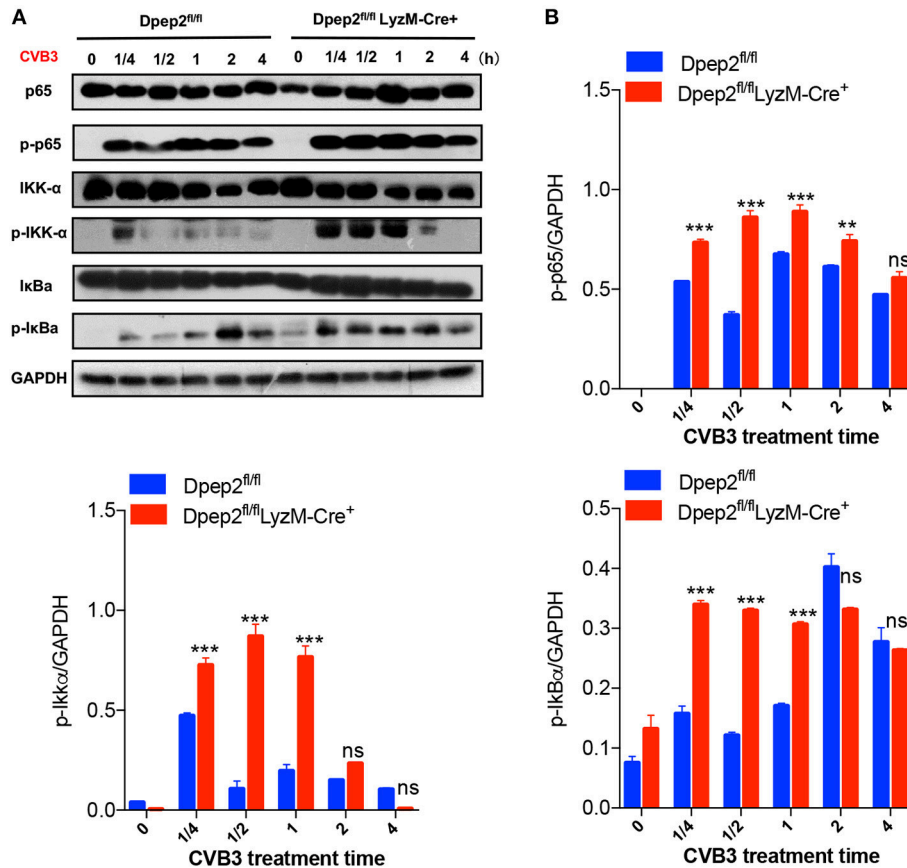 A
Dpep2fl/fl Dpep2fl/fl LyzM-Cre+
CVB3 0 1/4 1/2 1 2 4 0 1/4 1/2 1 2 4 (h)
p65
p-p65
IKK-α
p-IKK-α
IκBa
p-IκBa
GAPDH
B
Dpep2fl/fl
Dpep2fl/flLyzM-Cre+
p-p65/GAPDH
1.5
1.0
0.5
0.0
*** *** *** ** ns
0 1/4 1/2 1 2 4
CVB3 treatment time
Dpep2fl/fl
Dpep2fl/flLyzM-Cre+
p-Ikkα/GAPDH
1.5
1.0
0.5
0.0
*** *** *** ns ns
0 1/4 1/2 1 2 4
CVB3 treatment time
Dpep2fl/fl
Dpep2fl/flLyzM-Cre+
p-IkBα/GAPDH
0.5
0.4
0.3
0.2
0.1
0.0
*** *** *** ns ns
0 1/4 1/2 1 2 4
CVB3 treatment time